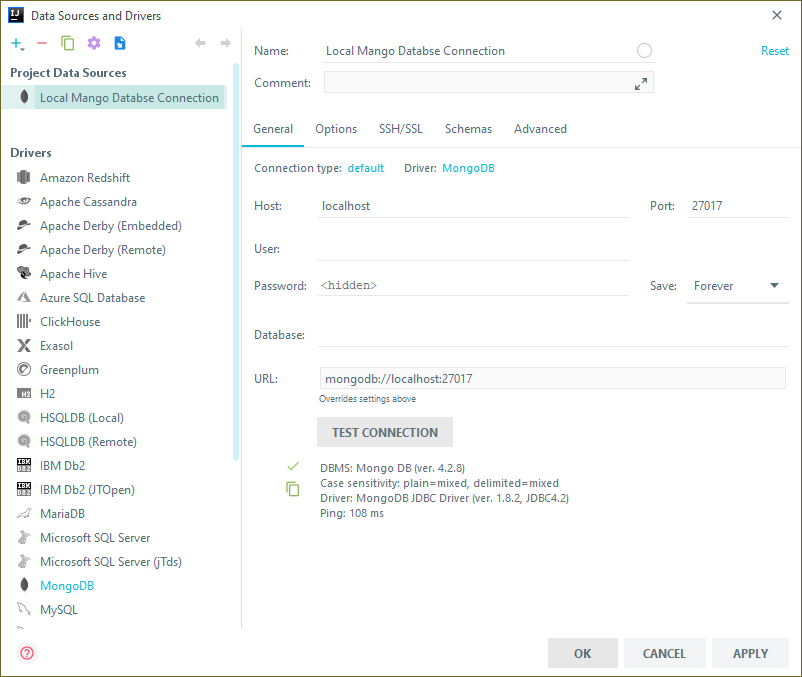 IJ
Data Sources and Drivers
Project Data Sources
Local Mango Databse Connection
Drivers
Amazon Redshift
Apache Cassandra
Apache Derby (Embedded)
Apache Derby (Remote)
Apache Hive
Azure SQL Database
ClickHouse
Exasol
Greenplum
H2
H2
HSQLDB (Local)
HSQLDB (Remote)
IBM DB2 IBM Db2
IBM DB2 IBM Db2 (JTOpen)
MariaDB
Microsoft SQL Server
Microsoft SQL Server (jTds)
MongoDB
MySQL
?
Name: Local Mango Databse Connection Reset
Comment:
General Options SSH/SSL Schemas Advanced
Connection type: default Driver: MongoDB
Host: localhost Port: 27017
User:
Password: <hidden> Save: Forever
Database:
URL: mongodb://localhost:27017
Overrides settings above
TEST CONNECTION
DBMS: Mongo DB (ver. 4.2.8)
Case sensitivity: plain=mixed, delimited=mixed
Driver: MongoDB JDBC Driver (ver. 1.8.2, JDBC4.2)
Ping: 108 ms
OK CANCEL APPLY